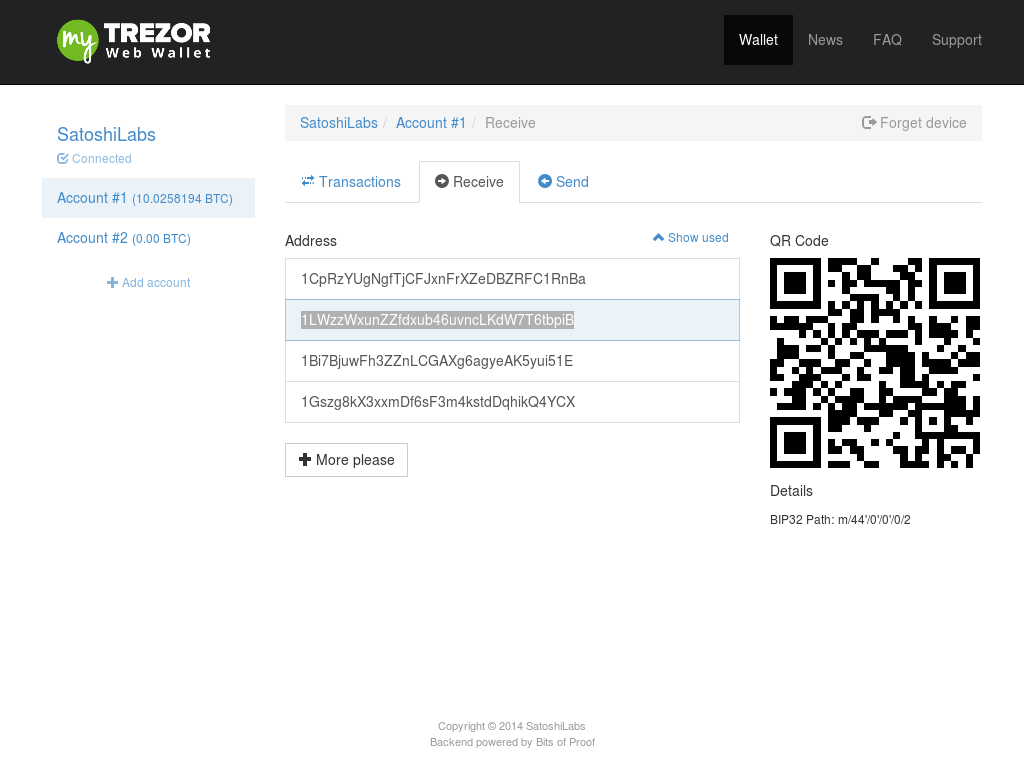 my TREZOR
Web Wallet
Wallet News FAQ Support
SatoshiLabs
Connected
Account #1 (10.0258194 BTC)
Account #2 (0.00 BTC)
Add account
SatoshiLabs / Account #1 / Receive
Forget device
Transactions Receive Send
Address
Show used
1CpRzYUgNgfTjCFJxnFrXZeDBZRFC1RnBa
1LWzzWxunZZfdxub46uvncLKdW7T6tbpiB
1Bi7BjuwFh3ZZnLCGAXg6agyeAK5yui51E
1Gszg8kX3xxmDf6sF3m4kstdDqhikQ4YCX
More please
QR Code
Details
BIP32 Path: m/44'/0'/0'/0/2
Copyright © 2014 SatoshiLabs
Backend powered by Bits of Proof